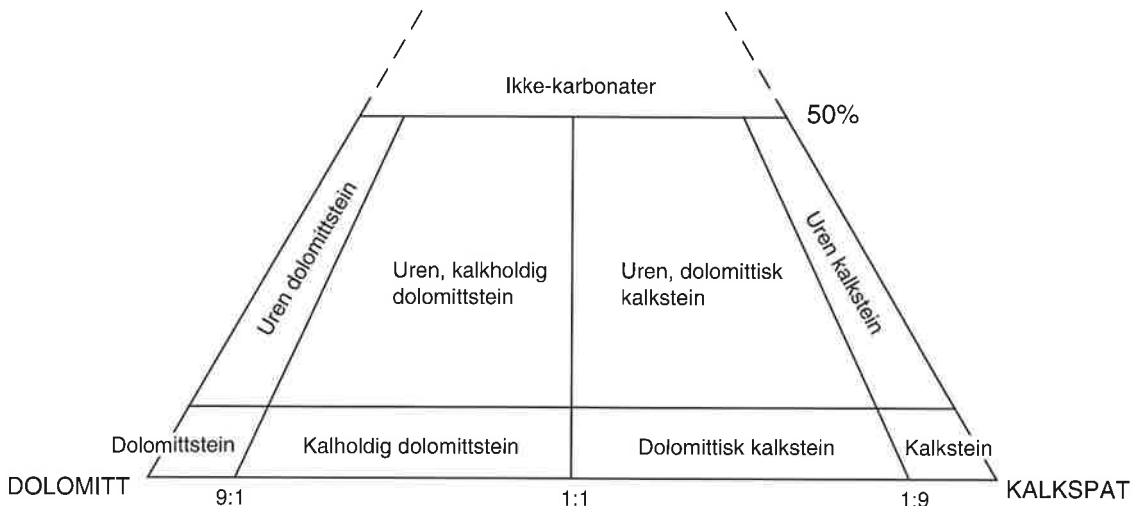 Ikke-karbonater
50%
Uren dolomittstein
Uren, kalkholdig
dolomittstein
Uren, dolomittisk
kalkstein
Uren kalkstein
Dolomittstein
Kalholdig dolomittstein
Dolomittisk kalkstein
Kalkstein
DOLOMITT
9:1
1:1
1:9
KALKSPAT